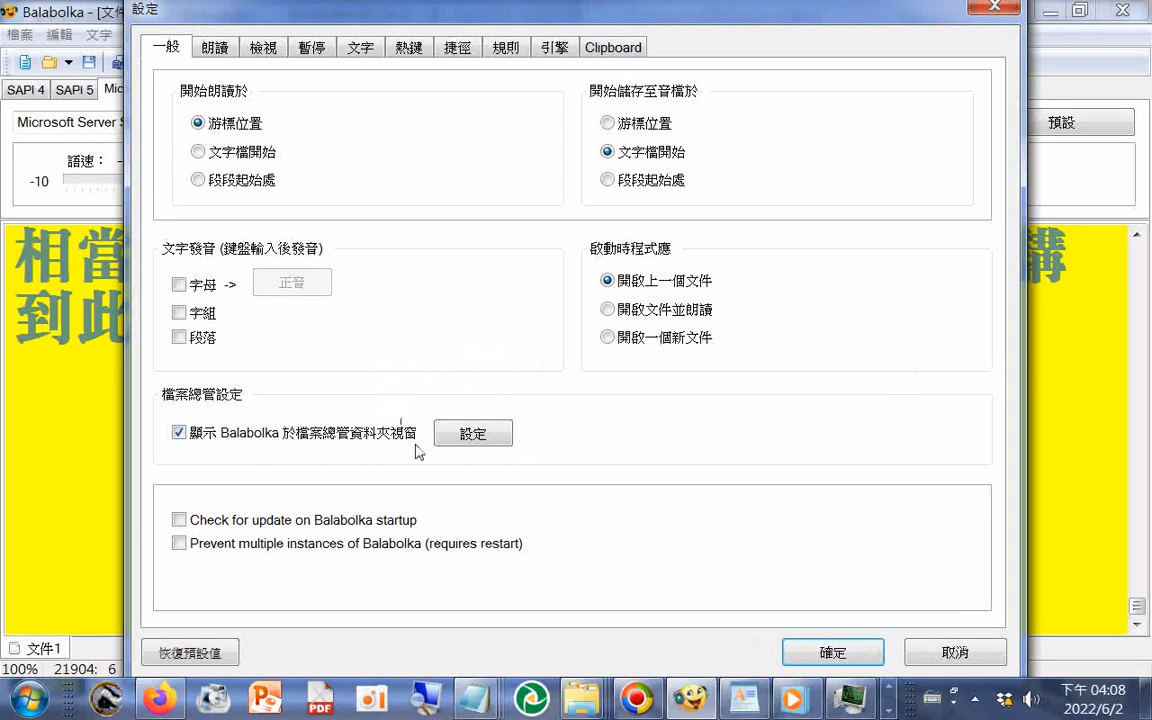 Balabolka - [文件
設定
檔案 編輯 文字
一般 朗讀 檢視 暫停 文字 熱鍵 捷徑 規則 引擎 Clipboard
SAPI 4 SAPI 5 Mic
Microsoft Server S
預設
語速：
-10
開始朗讀於
游標位置
文字檔開始
段段起始處
開始儲存至音檔於
游標位置
文字檔開始
段段起始處
相當
講
到此
文字發音 (鍵盤輸入後發音)
字母 -> 正音
字組
段落
啟動時程式應
開啟上一個文件
開啟文件並朗讀
開啟一個新文件
檔案總管設定
顯示 Balabolka 於檔案總管資料夾視窗 設定
Check for update on Balabolka startup
Prevent multiple instances of Balabolka (requires restart)
文件1
恢復預設值 確定 取消
100% 21904: 6
下午 04:08
2022/6/2